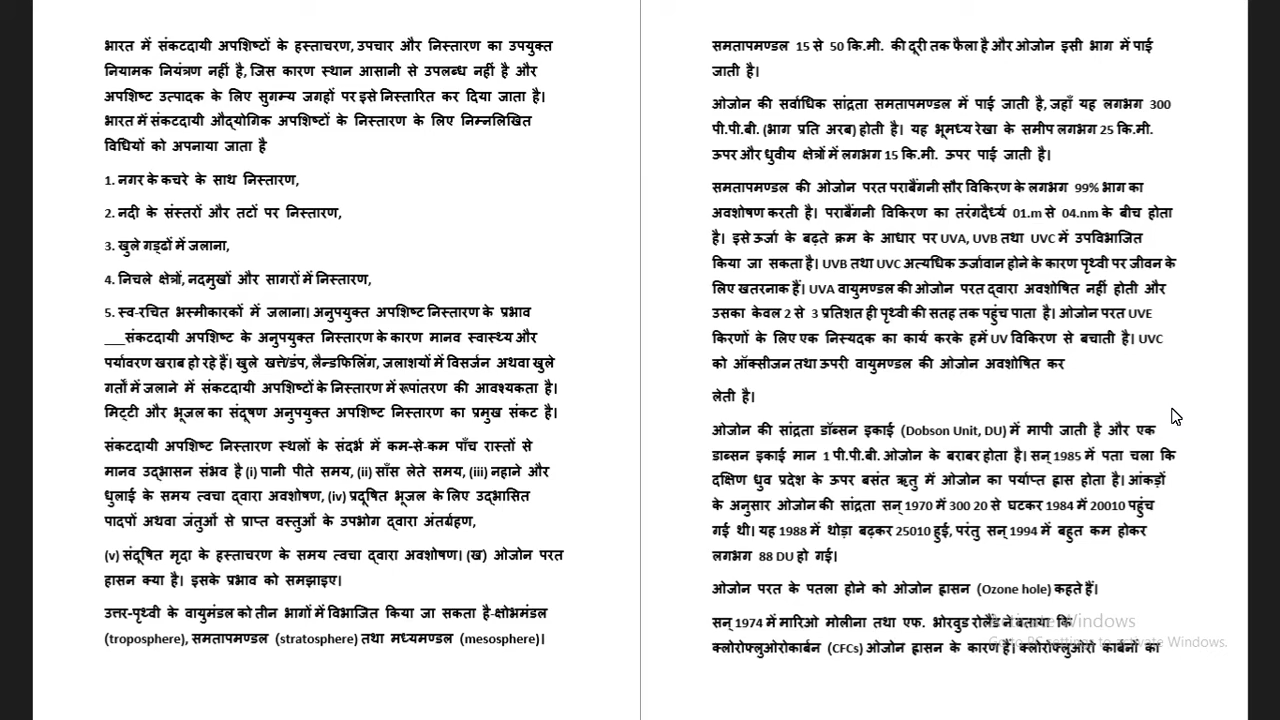 भारत में संकटदायी अपशिष्टों के हस्ताचरण, उपचार और निस्तारण का उपयुक्त
नियामक नियंत्रण नहीं है, जिस कारण स्थान आसानी से उपलब्ध नहीं है और
अपशिष्ट उत्पादक के लिए सुगम्य जगहों पर इसे निस्तारित कर दिया जाता है।
भारत में संकटदायी औद्योगिक अपशिष्टों के निस्तारण के लिए निम्नलिखित
विधियों को अपनाया जाता है
1. नगर के कचरे के साथ निस्तारण,
2. नदी के संस्तरों और तटों पर निस्तारण,
3. खुले गड्ढों में जलाना,
4. निचले क्षेत्रों, नदमुखों और सागरों में निस्तारण,
5. स्व-रचित भस्मीकारकों में जलाना। अनुपयुक्त अपशिष्ट निस्तारण के प्रभाव
___संकटदायी अपशिष्ट के अनुपयुक्त निस्तारण के कारण मानव स्वास्थ्य और
पर्यावरण खराब हो रहे हैं। खुले खत्ते/डंप, लैन्डफिलिंग, जलाशयों में विसर्जन अथवा खुले
गर्तों में जलाने में संकटदायी अपशिष्टों के निस्तारण में रूपांतरण की आवश्यकता है।
मिट्टी और भूजल का संदूषण अनुपयुक्त अपशिष्ट निस्तारण का प्रमुख संकट है।
संकटदायी अपशिष्ट निस्तारण स्थलों के संदर्भ में कम-से-कम पाँच रास्तों से
मानव उद्भासन संभव है (i) पानी पीते समय, (ii) साँस लेते समय, (iii) नहाने और
धुलाई के समय त्वचा द्वारा अवशोषण, (iv) प्रदूषित भूजल के लिए उद्भासित
पादपों अथवा जंतुओं से प्राप्त वस्तुओं के उपभोग द्वारा अंतर्ग्रहण,
(v) संदूषित मृदा के हस्ताचरण के समय त्वचा द्वारा अवशोषण। (ख) ओजोन परत
हासन क्या है। इसके प्रभाव को समझाइए।
उत्तर-पृथ्वी के वायुमंडल को तीन भागों में विभाजित किया जा सकता है-क्षोभमंडल
(troposphere), समतापमण्डल (stratosphere) तथा मध्यमण्डल (mesosphere)।
समतापमण्डल 15 से 50 कि.मी. की दूरी तक फैला है और ओजोन इसी भाग में पाई
जाती है।
ओजोन की सर्वाधिक सांद्रता समतापमण्डल में पाई जाती है, जहाँ यह लगभग 300
पी.पी.बी. (भाग प्रति अरब) होती है। यह भूमध्य रेखा के समीप लगभग 25 कि.मी.
ऊपर और ध्रुवीय क्षेत्रों में लगभग 15 कि.मी. ऊपर पाई जाती है।
समतापमण्डल की ओजोन परत पराबैंगनी सौर विकिरण के लगभग 99% भाग का
अवशोषण करती है। पराबैंगनी विकिरण का तरंगदैर्ध्य 01.m से 04.nm के बीच होता
है। इसे ऊर्जा के बढ़ते क्रम के आधार पर UVA, UVB तथा UVC में उपविभाजित
किया जा सकता है। UVB तथा UVC अत्यधिक ऊर्जावान होने के कारण पृथ्वी पर जीवन के
लिए खतरनाक हैं। UVA वायुमण्डल की ओजोन परत द्वारा अवशोषित नहीं होती और
उसका केवल 2 से 3 प्रतिशत ही पृथ्वी की सतह तक पहुंच पाता है। ओजोन परत UVE
किरणों के लिए एक निस्यदक का कार्य करके हमें UV विकिरण से बचाती है। UVC
को ऑक्सीजन तथा ऊपरी वायुमण्डल की ओजोन अवशोषित कर
लेती है।
ओजोन की सांद्रता डॉब्सन इकाई (Dobson Unit, DU) में मापी जाती है और एक
डाब्सन इकाई मान 1 पी.पी.बी. ओजोन के बराबर होता है। सन् 1985 में पता चला कि
दक्षिण ध्रुव प्रदेश के ऊपर बसंत ऋतु में ओजोन का पर्याप्त ह्रास होता है। आंकड़ों
के अनुसार ओजोन की सांद्रता सन् 1970 में 300 20 से घटकर 1984 में 20010 पहुंच
गई थी। यह 1988 में थोड़ा बढ़कर 25010 हुई, परंतु सन् 1994 में बहुत कम होकर
लगभग 88 DU हो गई।
ओजोन परत के पतला होने को ओजोन ह्रासन (Ozone hole) कहते हैं।
सन् 1974 में मारिओ मोलीना तथा एफ. भोरवुड रोलैंड ने बताया कि
क्लोरोफ्लुओरोकार्बन (CFCs) ओजोन ह्रासन के कारण हैं। क्लोरोफ्लुओरो कार्बनों का
Activate Windows
Go to PC settings to activate Windows.